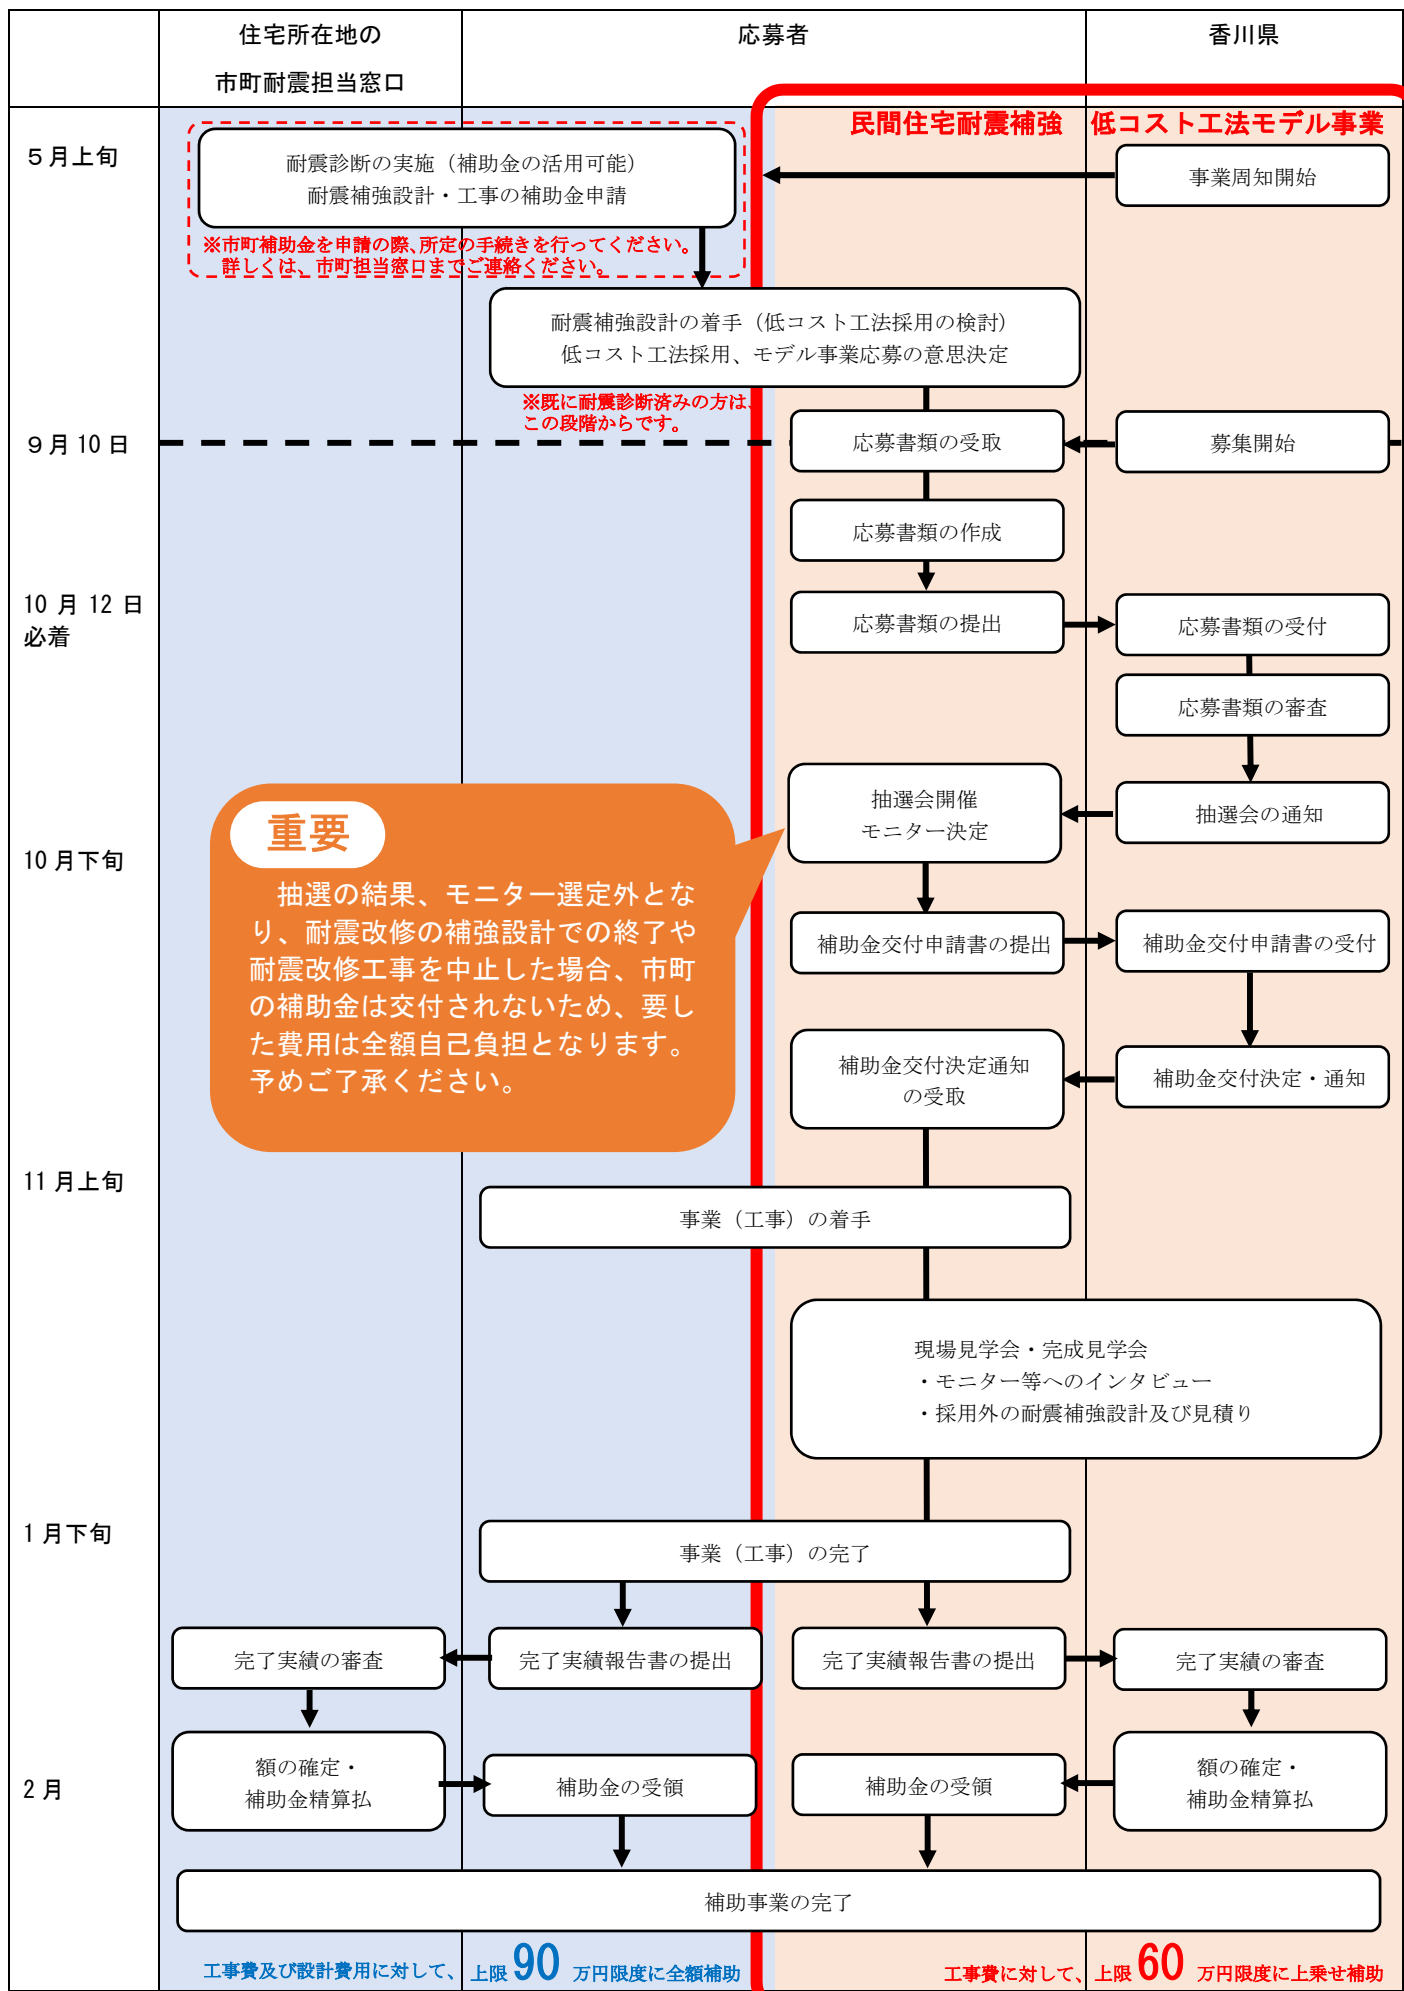 住宅所在地の
市町耐震担当窓口
応募者
香川県
民間住宅耐震補強　低コスト工法モデル事業
５月上旬
耐震診断の実施（補助金の活用可能）
耐震補強設計・工事の補助金申請
事業周知開始
※市町補助金を申請の際、所定の手続きを行ってください。
詳しくは、市町担当窓口までご連絡ください。
耐震補強設計の着手（低コスト工法採用の検討）
低コスト工法採用、モデル事業応募の意思決定
※既に耐震診断済みの方は、
この段階からです。
９月 10 日
応募書類の受取
募集開始
応募書類の作成
10 月 12 日
必着
応募書類の提出
応募書類の受付
応募書類の審査
抽選会開催
モニター決定
抽選会の通知
重要
抽選の結果、モニター選定外とな
り、耐震改修の補強設計での終了や
耐震改修工事を中止した場合、市町
の補助金は交付されないため、要し
た費用は全額自己負担となります。
予めご了承ください。
10 月下旬
補助金交付申請書の提出
補助金交付申請書の受付
補助金交付決定通知
の受取
補助金交付決定・通知
11 月上旬
事業（工事）の着手
現場見学会・完成見学会
・モニター等へのインタビュー
・採用外の耐震補強設計及び見積り
1 月下旬
事業（工事）の完了
完了実績の審査
完了実績報告書の提出
完了実績報告書の提出
完了実績の審査
2 月
額の確定・
補助金精算払
補助金の受領
補助金の受領
額の確定・
補助金精算払
補助事業の完了
工事費及び設計費用に対して、上限 90 万円限度に全額補助
工事費に対して、上限 60 万円限度に上乗せ補助